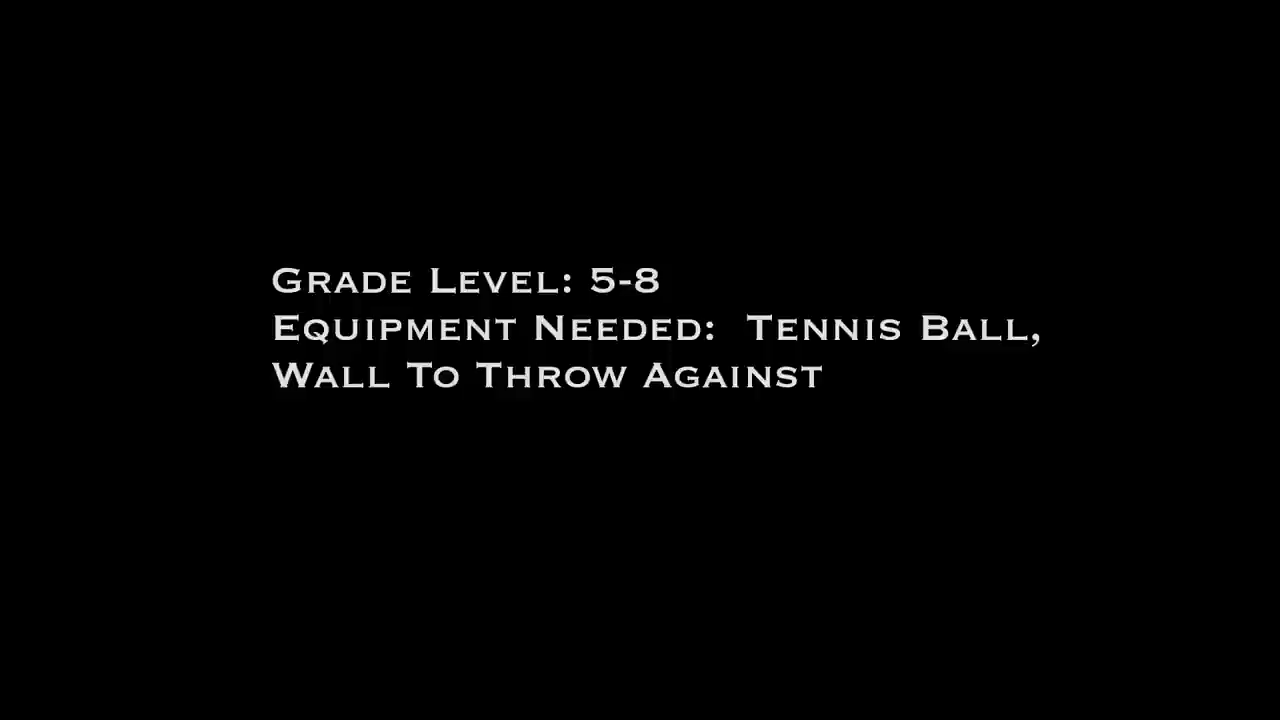 Grade Level: 5-8
Equipment Needed:  Tennis Ball,
Wall To Throw Against